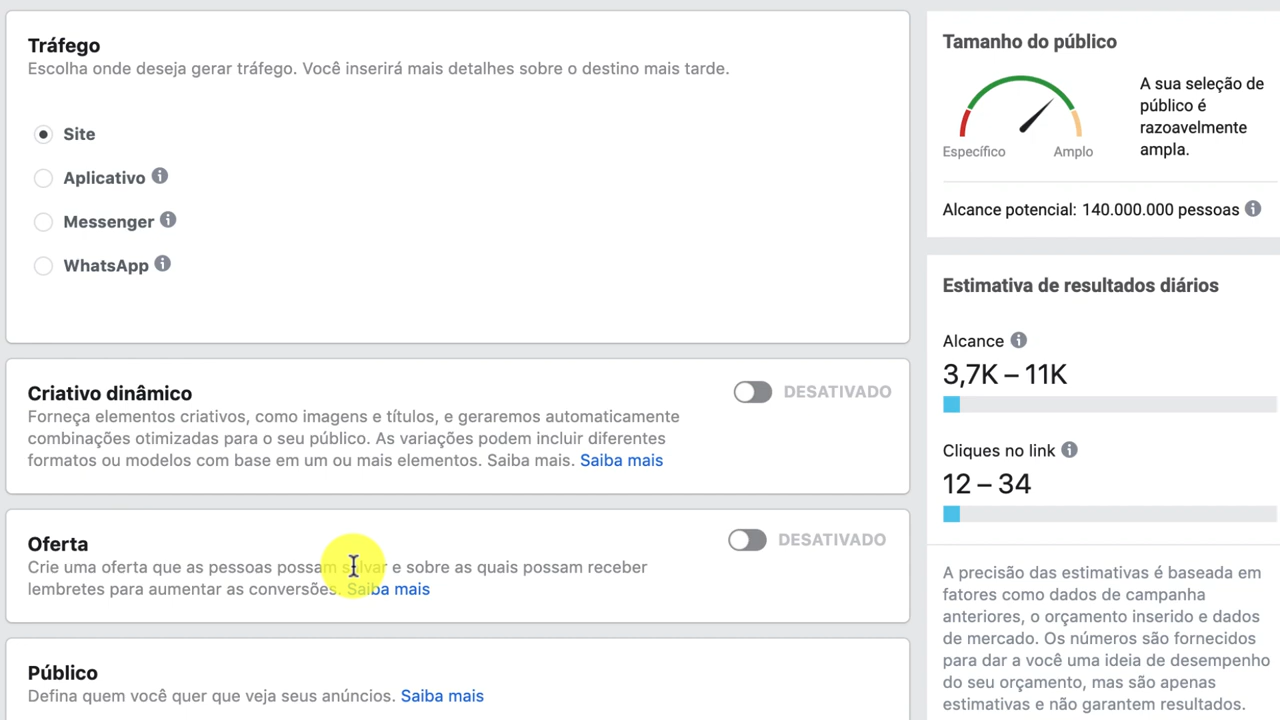 Tráfego
Escolha onde deseja gerar tráfego. Você inserirá mais detalhes sobre o destino mais tarde.
Site
Aplicativo
Messenger
WhatsApp
Criativo dinâmico
DESATIVADO
Forneça elementos criativos, como imagens e títulos, e geraremos automaticamente
combinações otimizadas para o seu público. As variações podem incluir diferentes
formatos ou modelos com base em um ou mais elementos. Saiba mais. Saiba mais
Oferta
DESATIVADO
Crie uma oferta que as pessoas possam salvar e sobre as quais possam receber
lembretes para aumentar as conversões. Saiba mais
Público
Defina quem você quer que veja seus anúncios. Saiba mais
Tamanho do público
Específico
Amplo
A sua seleção de
público é
razoavelmente
ampla.
Alcance potencial: 140.000.000 pessoas
Estimativa de resultados diários
Alcance
3,7K – 11K
Cliques no link
12 – 34
A precisão das estimativas é baseada em
fatores como dados de campanha
anteriores, o orçamento inserido e dados
de mercado. Os números são fornecidos
para dar a você uma ideia de desempenho
do seu orçamento, mas são apenas
estimativas e não garantem resultados.